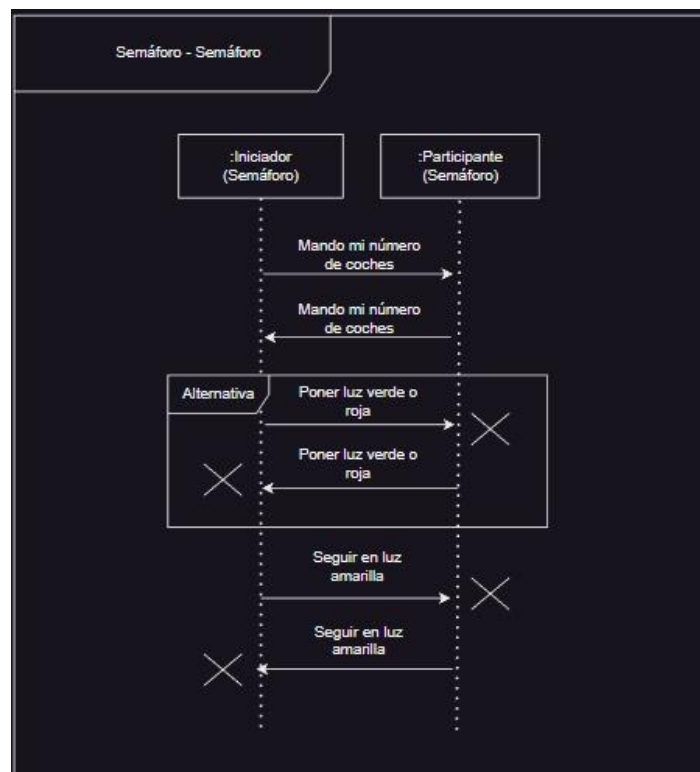 Semáforo - Semáforo
:Iniciador
(Semáforo)
:Participante
(Semáforo)
Mando mi número
de coches
Mando mi número
de coches
Alternativa
Poner luz verde o
roja
Poner luz verde o
roja
Seguir en luz
amarilla
Seguir en luz
amarilla